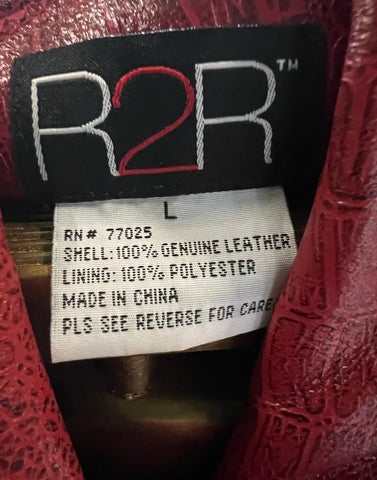 R2R™
L
RN# 77025
SHELL: 100% GENUINE LEATHER
LINING: 100% POLYESTER
MADE IN CHINA
PLS SEE REVERSE FOR CARE